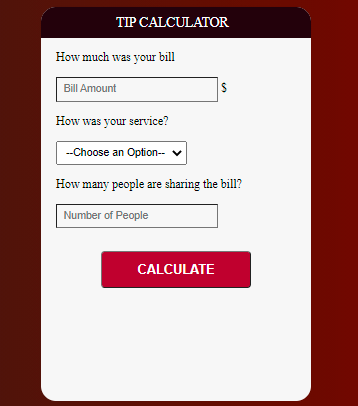 TIP CALCULATOR
How much was your bill
Bill Amount $
How was your service?
--Choose an Option--
How many people are sharing the bill?
Number of People
CALCULATE